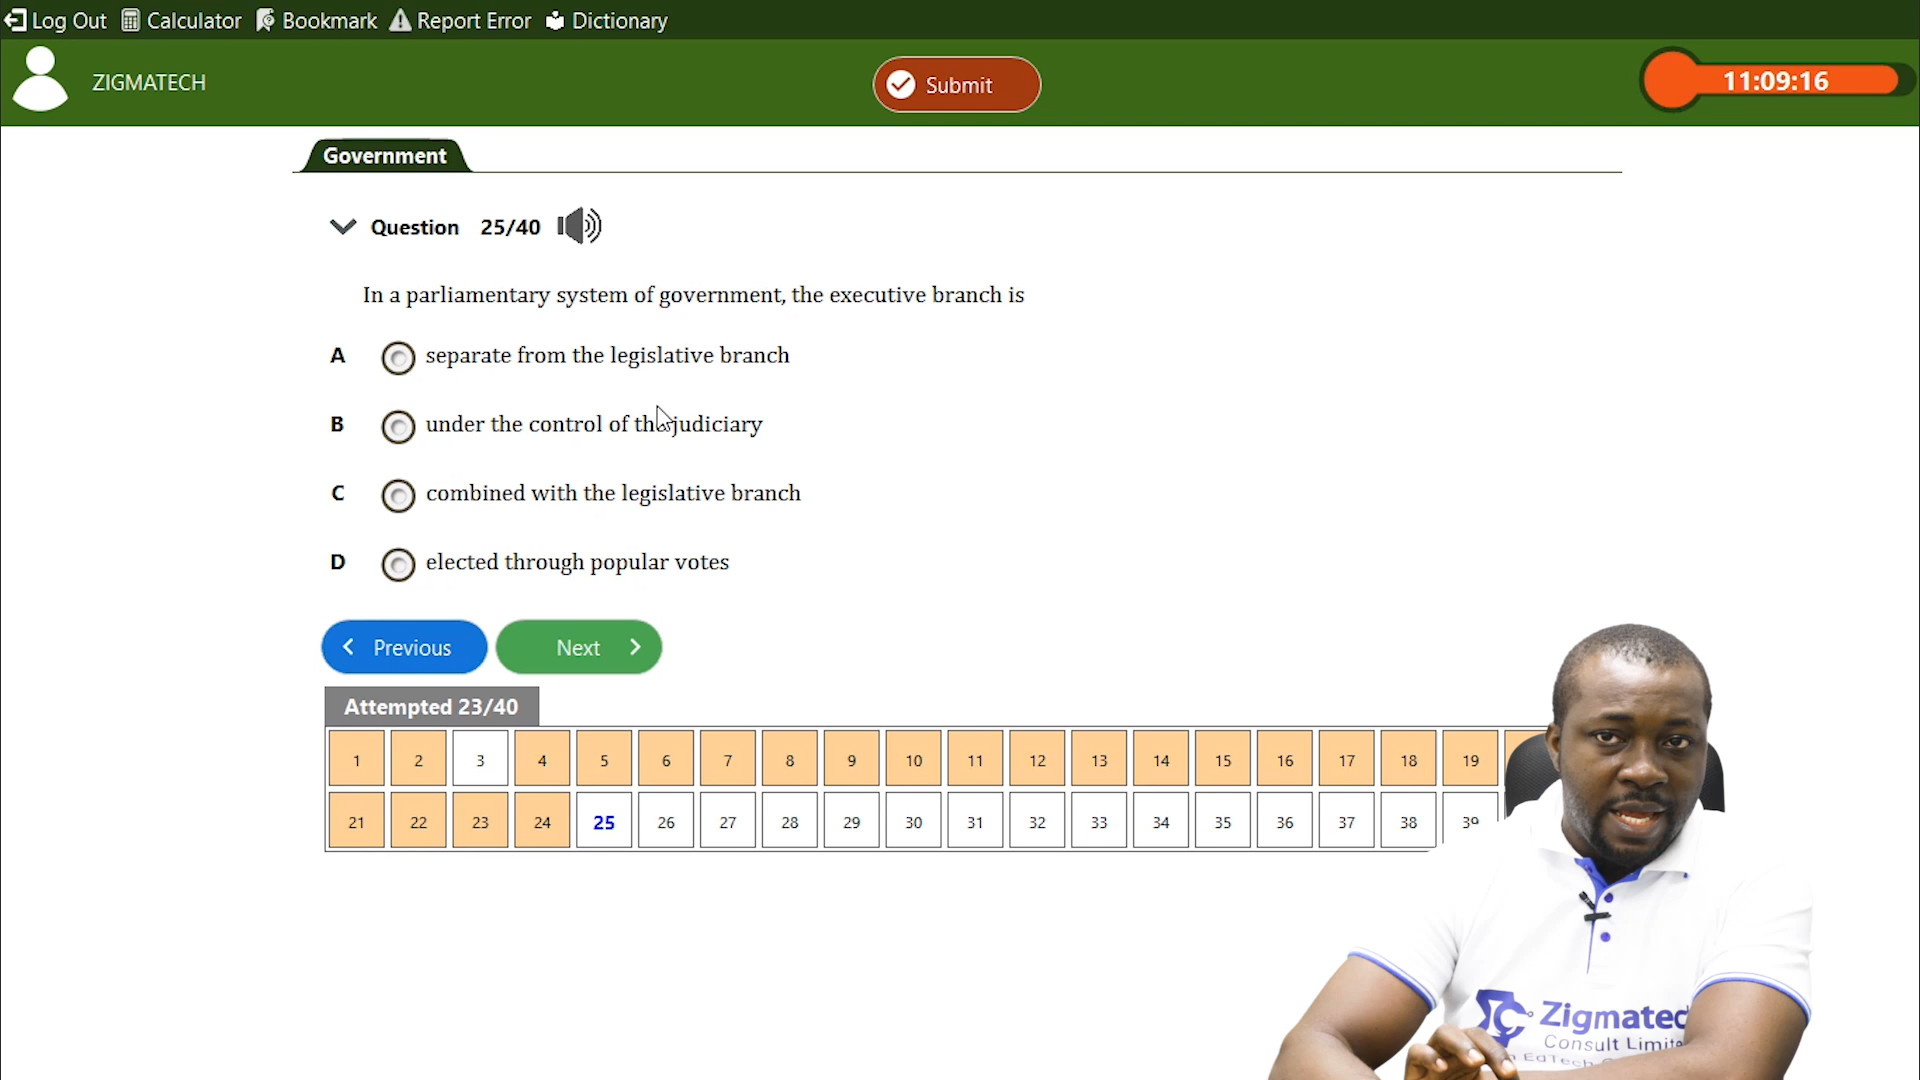 Log Out Calculator Bookmark Report Error Dictionary
ZIGMATECH
Submit
11:09:16
Government
Question 25/40
In a parliamentary system of government, the executive branch is
A separate from the legislative branch
B under the control of the judiciary
C combined with the legislative branch
D elected through popular votes
Previous
Next
Attempted 23/40
1 2 3 4 5 6 7 8 9 10 11 12 13 14 15 16 17 18 19
21 22 23 24 25 26 27 28 29 30 31 32 33 34 35 36 37 38 39
Zigmatec
Consult Limite
EdTech